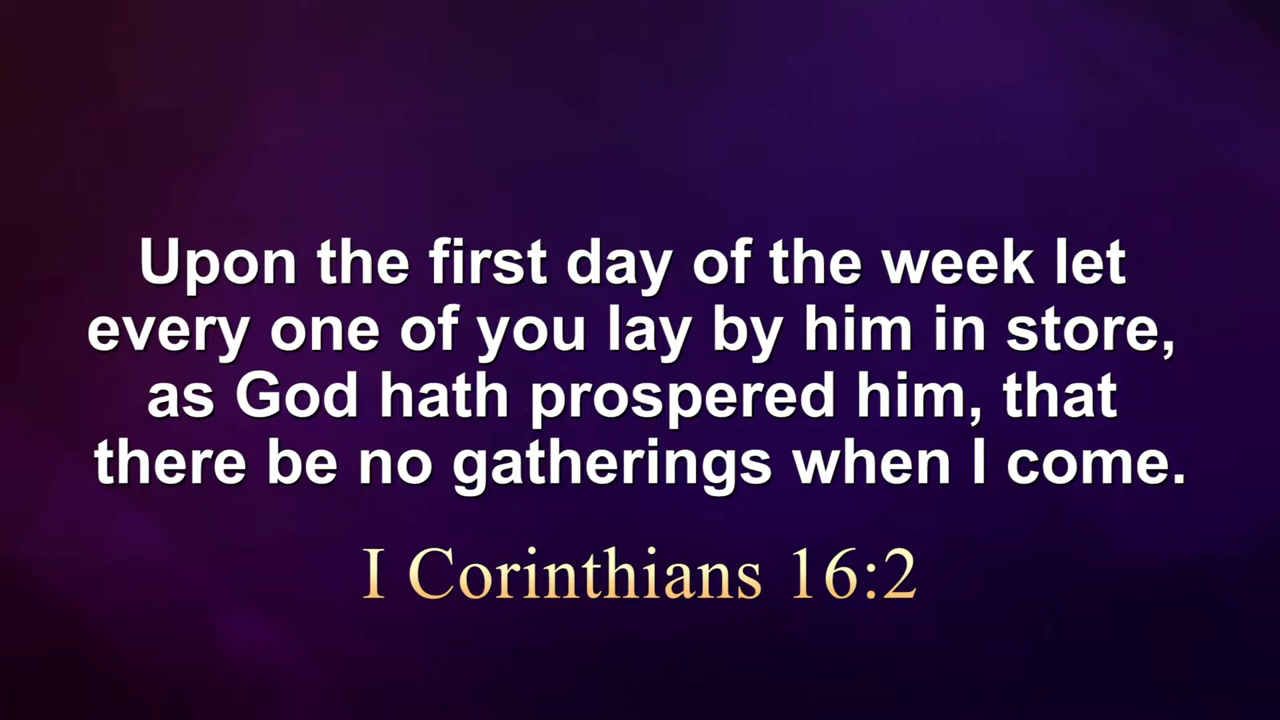 Upon the first day of the week let
every one of you lay by him in store,
as God hath prospered him, that
there be no gatherings when I come.
I Corinthians 16:2